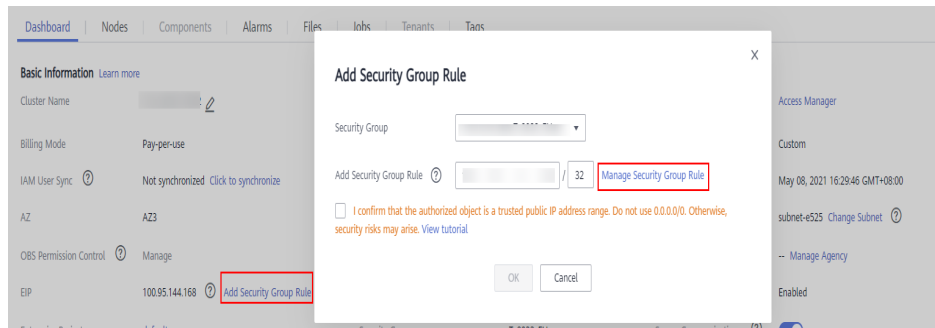 Dashboard Nodes Components Alarms Files Jobs Tenants Tags
X
Basic Information Learn more
Add Security Group Rule
Cluster Name
Access Manager
Security Group
Billing Mode Pay-per-use
Custom
IAM User Sync ? Not synchronized Click to synchronize
Add Security Group Rule ? / 32 Manage Security Group Rule
May 08, 2021 16:29:46 GMT+08:00
AZ AZ3
I confirm that the authorized object is a trusted public IP address range. Do not use 0.0.0.0/0. Otherwise,
security risks may arise. View tutorial
subnet-e525 Change Subnet ?
OBS Permission Control ? Manage
-- Manage Agency
OK Cancel
EIP 100.95.144.168 ? Add Security Group Rule
Enabled